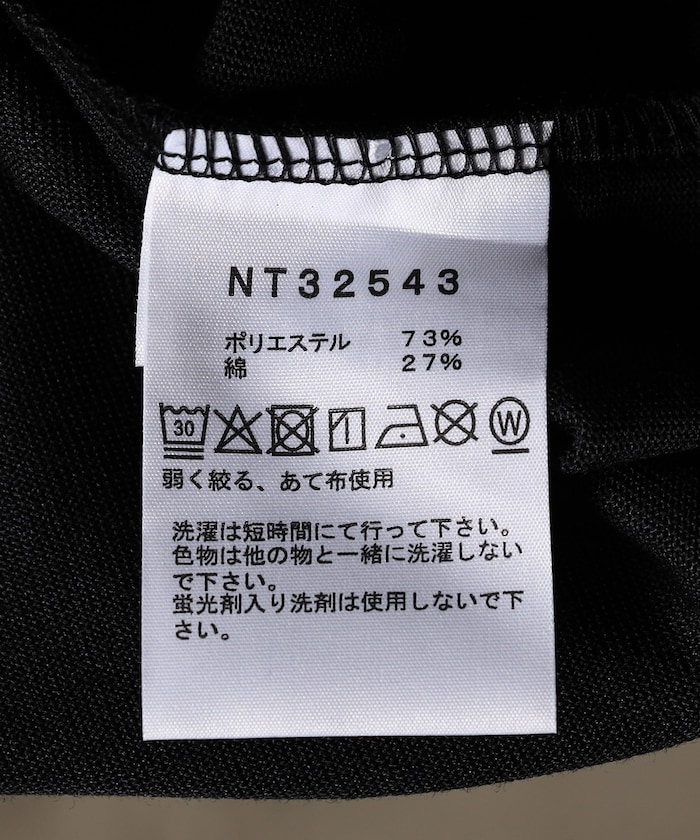 NT32543
ポリエステル 73%
綿 27%
30 W
弱く絞る、あて布使用
洗濯は短時間にて行って下さい。
色物は他の物と一緒に洗濯しない
で下さい。
蛍光剤入り洗剤は使用しないで下
さい。